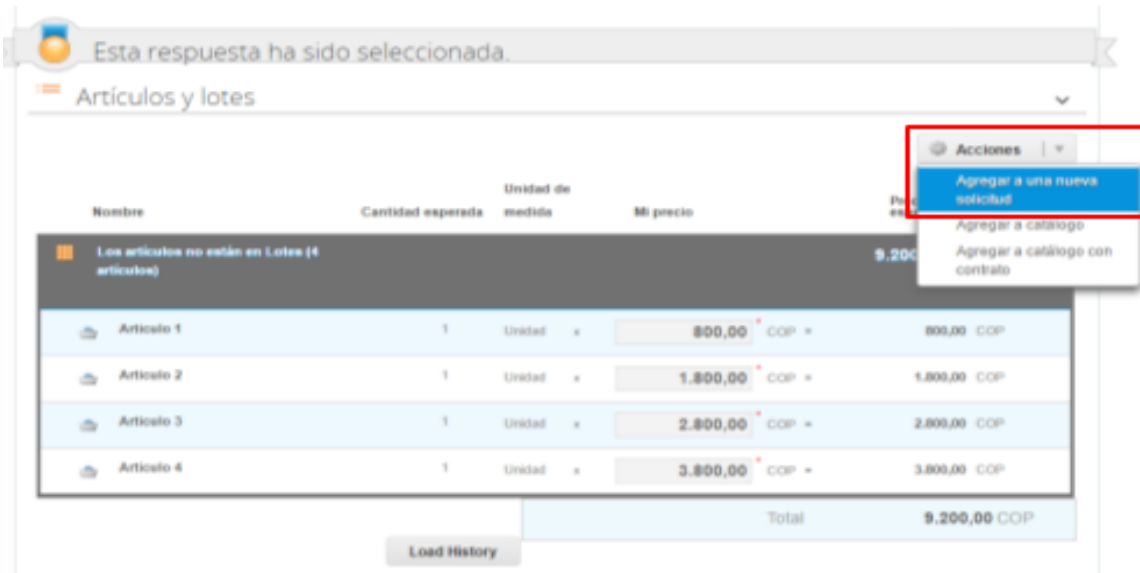 Esta respuesta ha sido seleccionada.
Artículos y lotes
Acciones
Agregar a una nueva
solicitud
Agregar a catálogo
Agregar a catálogo con
contrato
Nombre
Cantidad esperada
Unidad de
medida
Mi precio
Los artículos no están en Lotes (4
artículos)
9.200
Artículo 1 1 Unidad x 800,00 * COP = 800,00 COP
Artículo 2 1 Unidad x 1.800,00 * COP = 1.800,00 COP
Artículo 3 1 Unidad x 2.800,00 * COP = 2.800,00 COP
Artículo 4 1 Unidad x 3.800,00 * COP = 3.800,00 COP
Total 9.200,00 COP
Load History